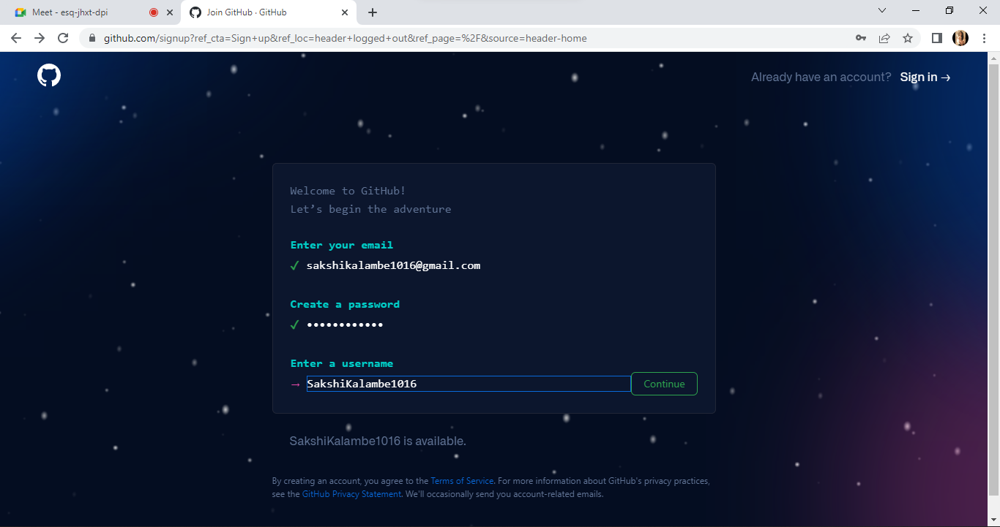 Meet - esq-jhxt-dpi
Join GitHub · GitHub
github.com/signup?ref_cta=Sign+up&ref_loc=header+logged+out&ref_page=%2F&source=header-home
Already have an account? Sign in →
Welcome to GitHub!
Let’s begin the adventure
Enter your email
✓ sakshikalambe1016@gmail.com
Create a password
✓ ••••••••••••
Enter a username
→ SakshiKalambe1016 Continue
SakshiKalambe1016 is available.
By creating an account, you agree to the Terms of Service. For more information about GitHub's privacy practices,
see the GitHub Privacy Statement. We'll occasionally send you account-related emails.